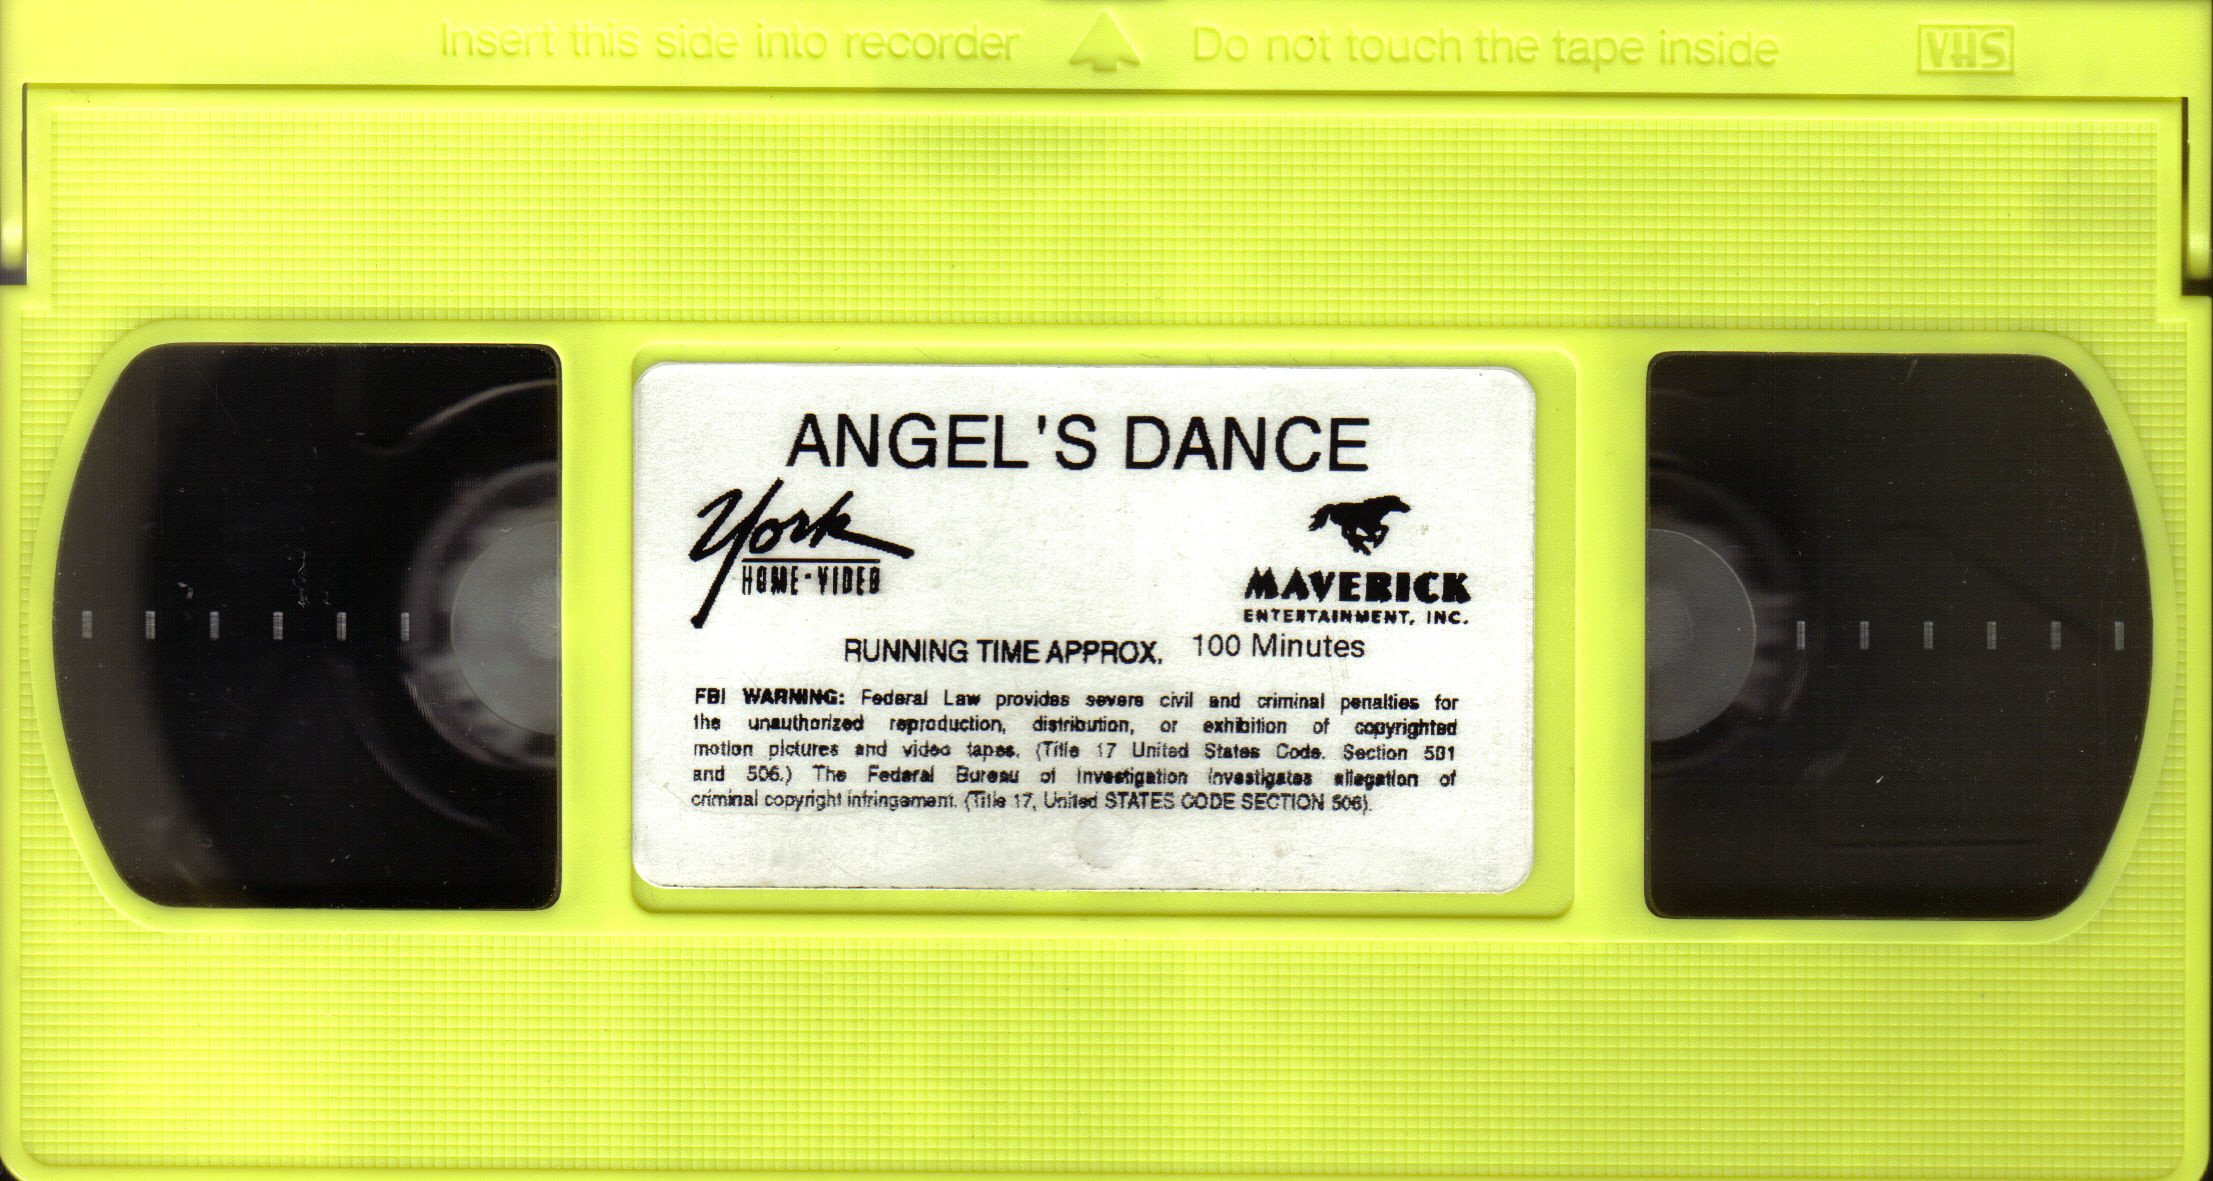 Insert this side into recorder Do not touch the tape inside VHS
ANGEL'S DANCE
York
HOME-VIDEO
MAVERICK
ENTERTAINMENT, INC.
RUNNING TIME APPROX. 100 Minutes
FBI WARNING: Federal Law provides severe civil and criminal penalties for
the unauthorized reproduction, distribution, or exhibition of copyrighted
motion pictures and video tapes. (Title 17 United States Code. Section 501
and 506.) The Federal Bureau of Investigation investigates allegation of
criminal copyright infringement. (Title 17, United STATES CODE SECTION 506).